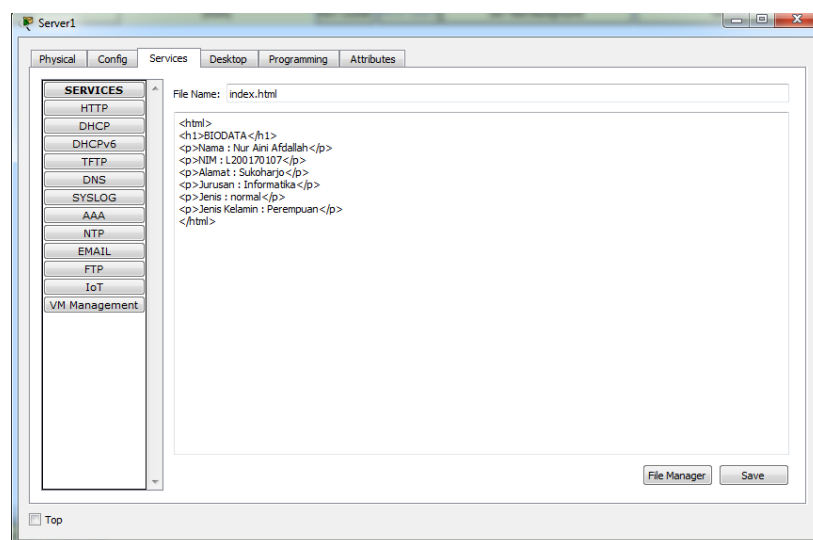 Server1
Physical Config Services Desktop Programming Attributes
SERVICES
HTTP
DHCP
DHCPv6
TFTP
DNS
SYSLOG
AAA
NTP
EMAIL
FTP
IoT
VM Management
File Name: index.html
<html>
<h1>BIODATA</h1>
<p>Nama : Nur Aini Afdallah</p>
<p>NIM : L200170107</p>
<p>Alamat : Sukoharjo</p>
<p>Jurusan : Informatika</p>
<p>Jenis : normal</p>
<p>Jenis Kelamin : Perempuan</p>
</html>
File Manager Save
Top